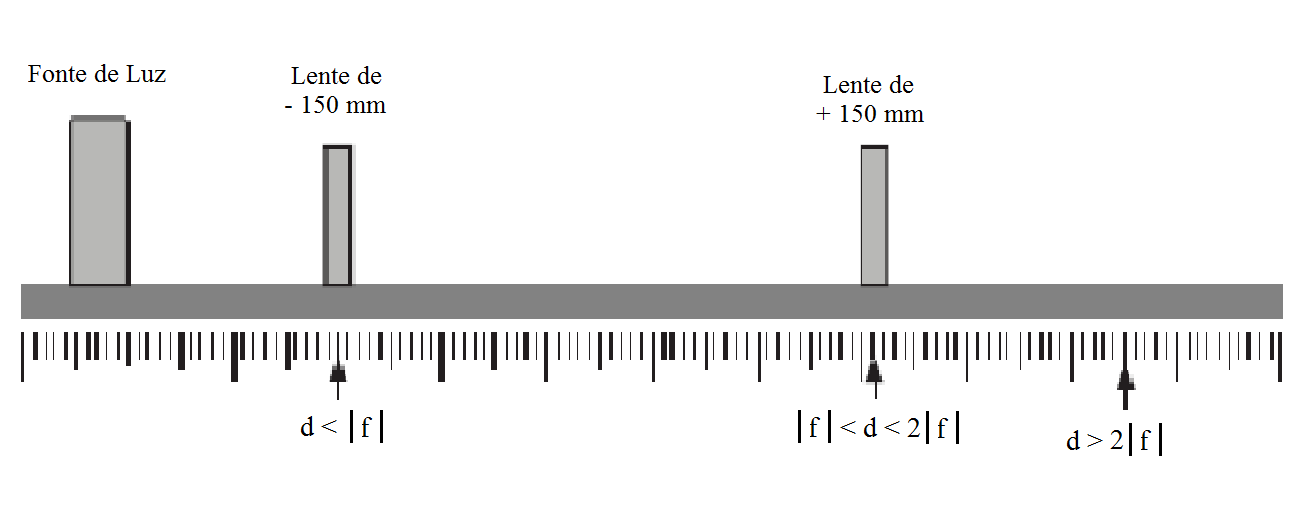 Fonte de Luz
Lente de
- 150 mm
Lente de
+ 150 mm
d < |f|
|f| < d < 2|f|
d > 2|f|